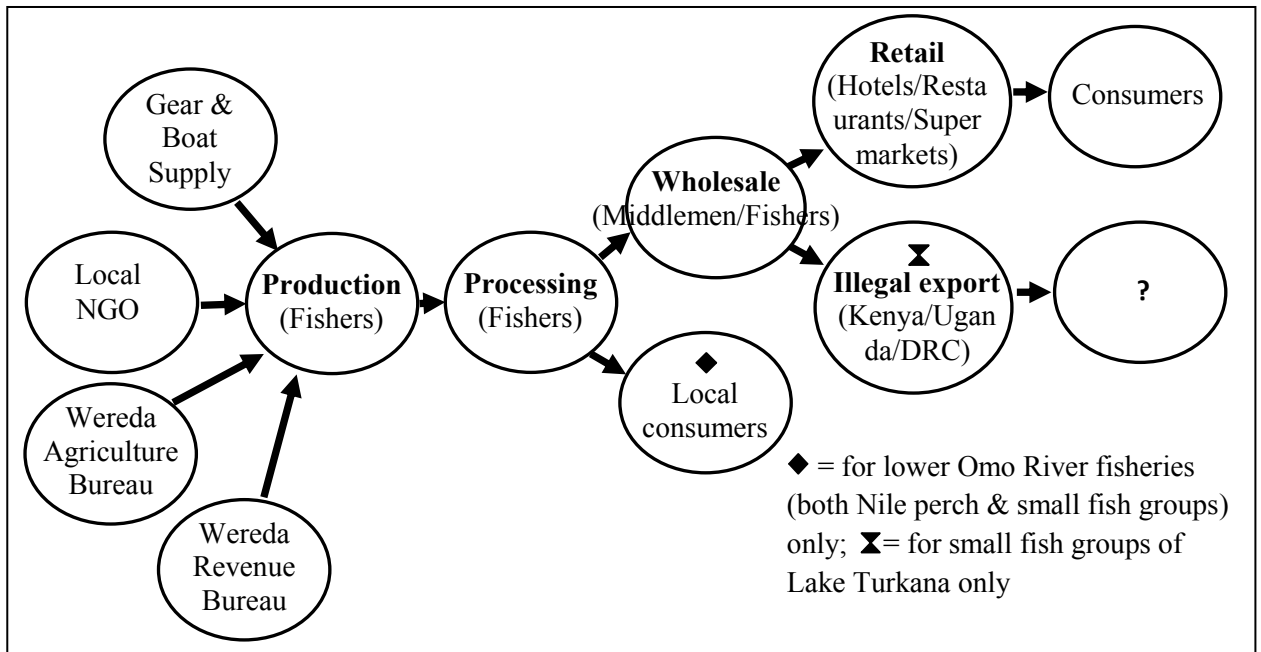 Gear &
Boat
Supply
Local
NGO
Wereda
Agriculture
Bureau
Wereda
Revenue
Bureau
Production
(Fishers)
Processing
(Fishers)
Wholesale
(Middlemen/Fishers)
Local
consumers
Retail
(Hotels/Resta
urants/Super
markets)
Consumers
Illegal export
(Kenya/Ugan
da/DRC)
?
◆ = for lower Omo River fisheries
(both Nile perch & small fish groups)
only; ⧗= for small fish groups of
Lake Turkana only